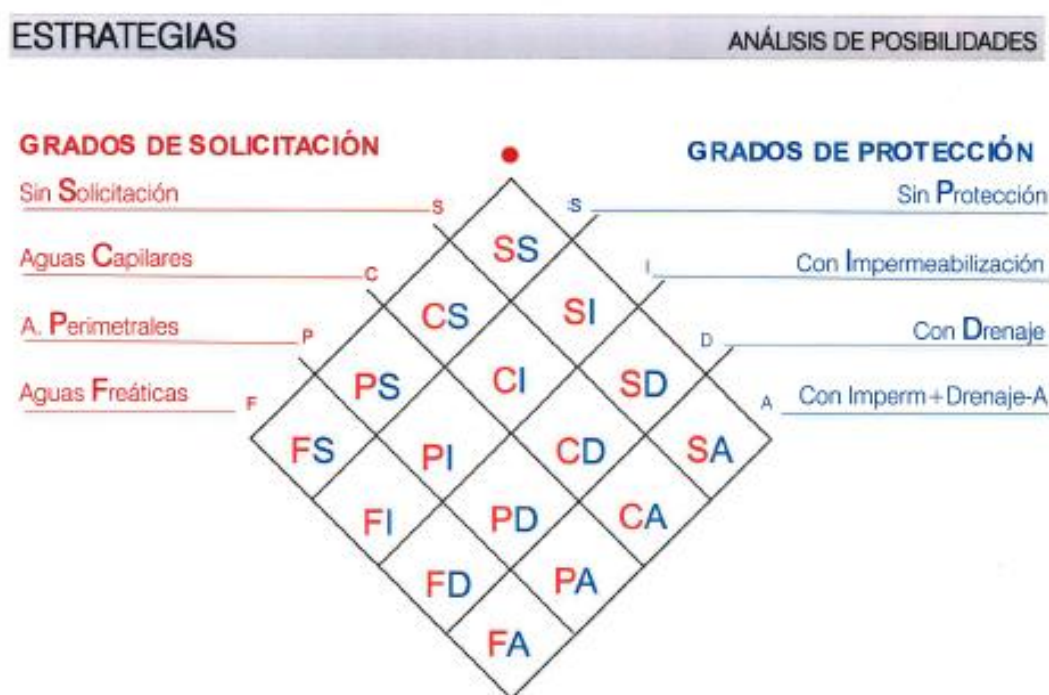 ESTRATEGIAS
ANÁLISIS DE POSIBILIDADES
GRADOS DE SOLICITACIÓN
GRADOS DE PROTECCIÓN
Sin Solicitación
S
S
Sin Protección
Aguas Capilares
C
I
Con Impermeabilización
A. Perimetrales
P
D
Con Drenaje
Aguas Freáticas
F
A
Con Imperm+Drenaje-A
SS
CS
SI
PS
CI
SD
FS
PI
CD
SA
FI
PD
CA
FD
PA
FA